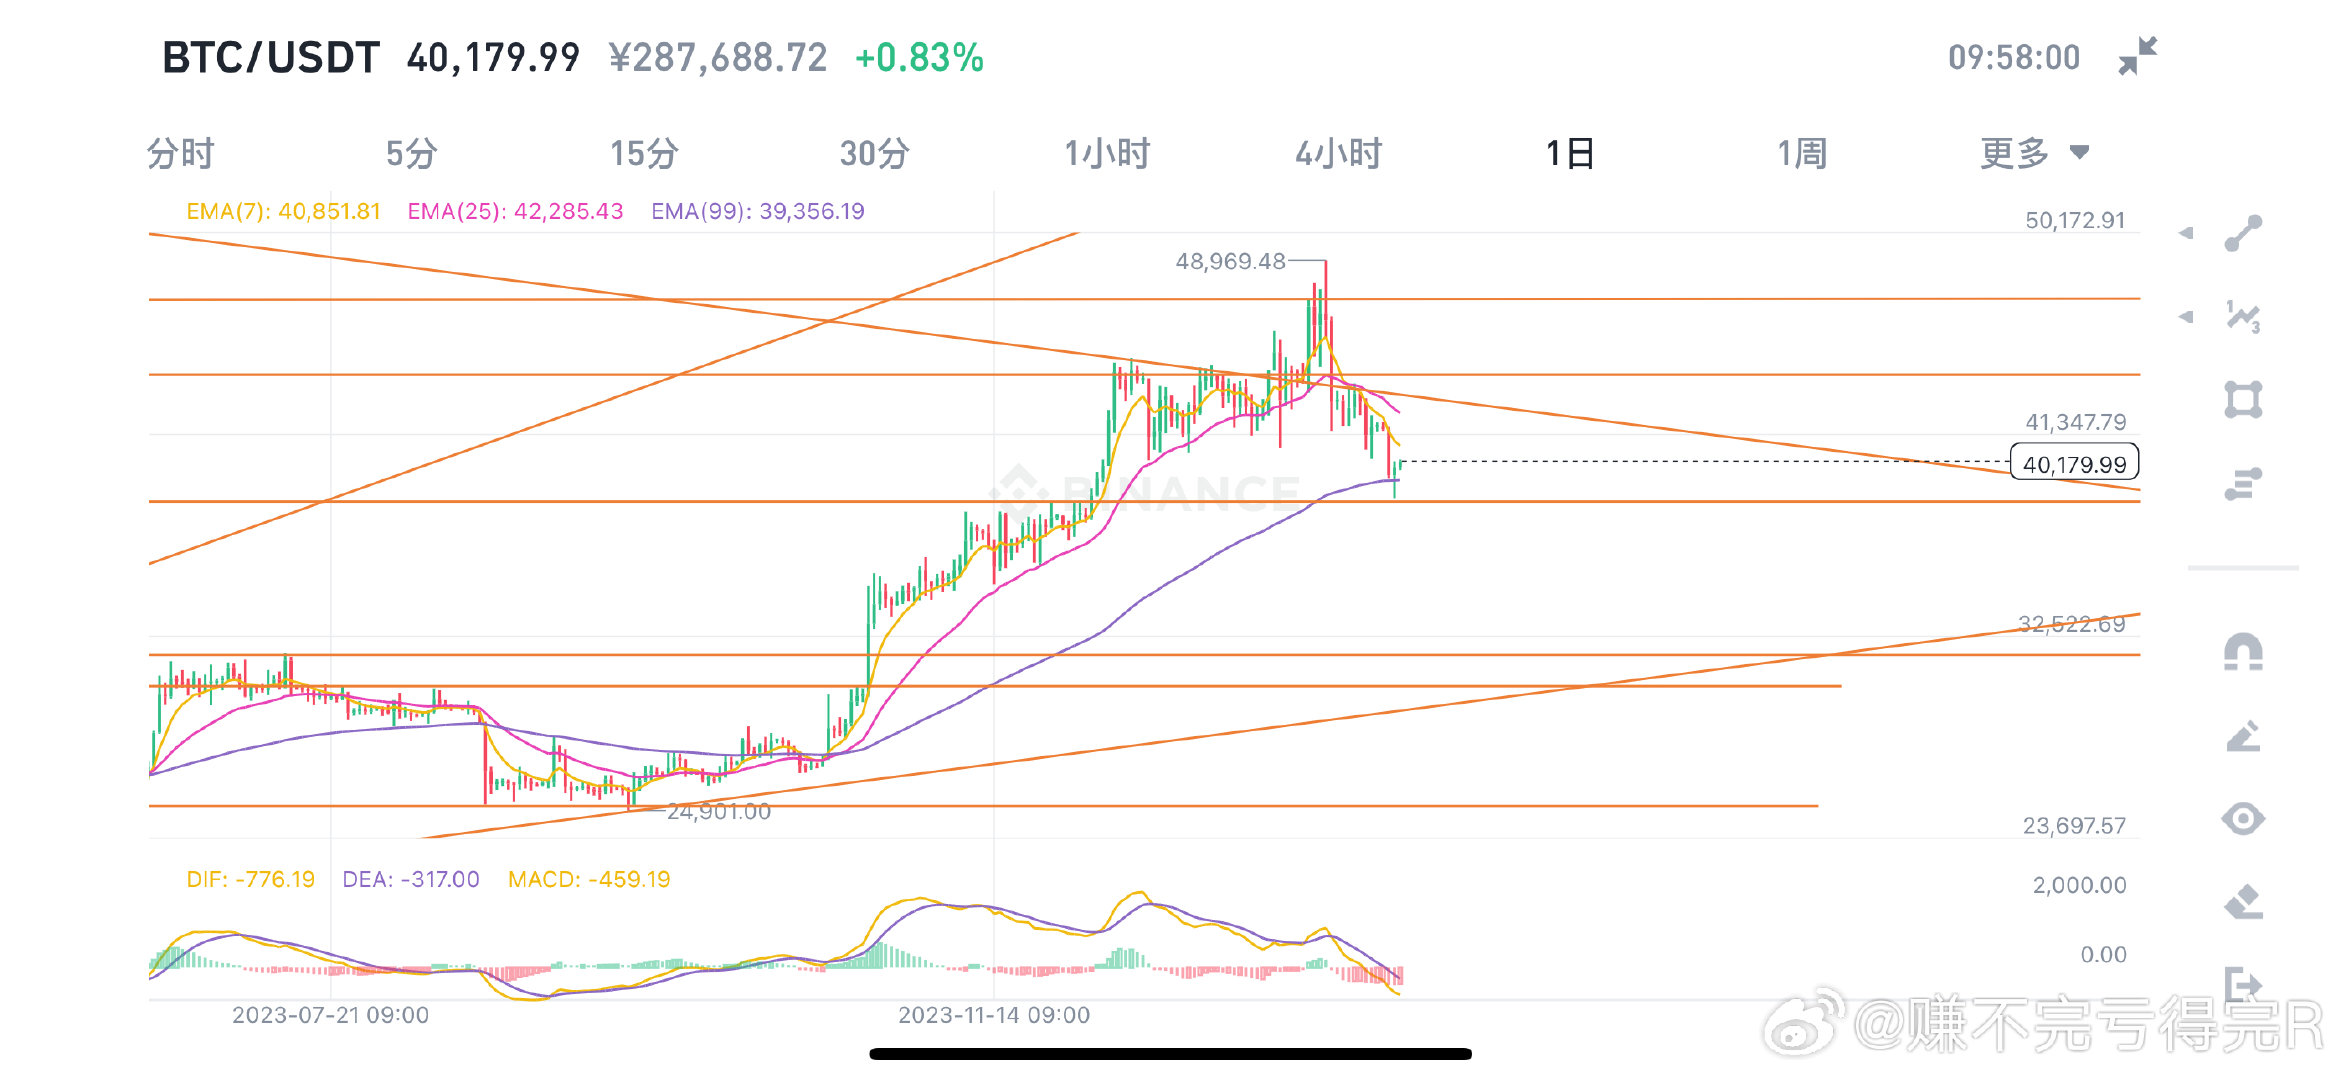 BTC/USDT 40,179.99 ¥287,688.72 +0.83% 09:58:00
分时 5分 15分 30分 1小时 4小时 1日 1周 更多
EMA(7): 40,851.81 EMA(25): 42,285.43 EMA(99): 39,356.19
50,172.91
48,969.48
1
3
41,347.79
40,179.99
BINANCE
32,522.69
24,901.00
23,697.57
DIF: -776.19 DEA: -317.00 MACD: -459.19
2,000.00
0.00
2023-07-21 09:00 2023-11-14 09:00
@赚不完亏得完R